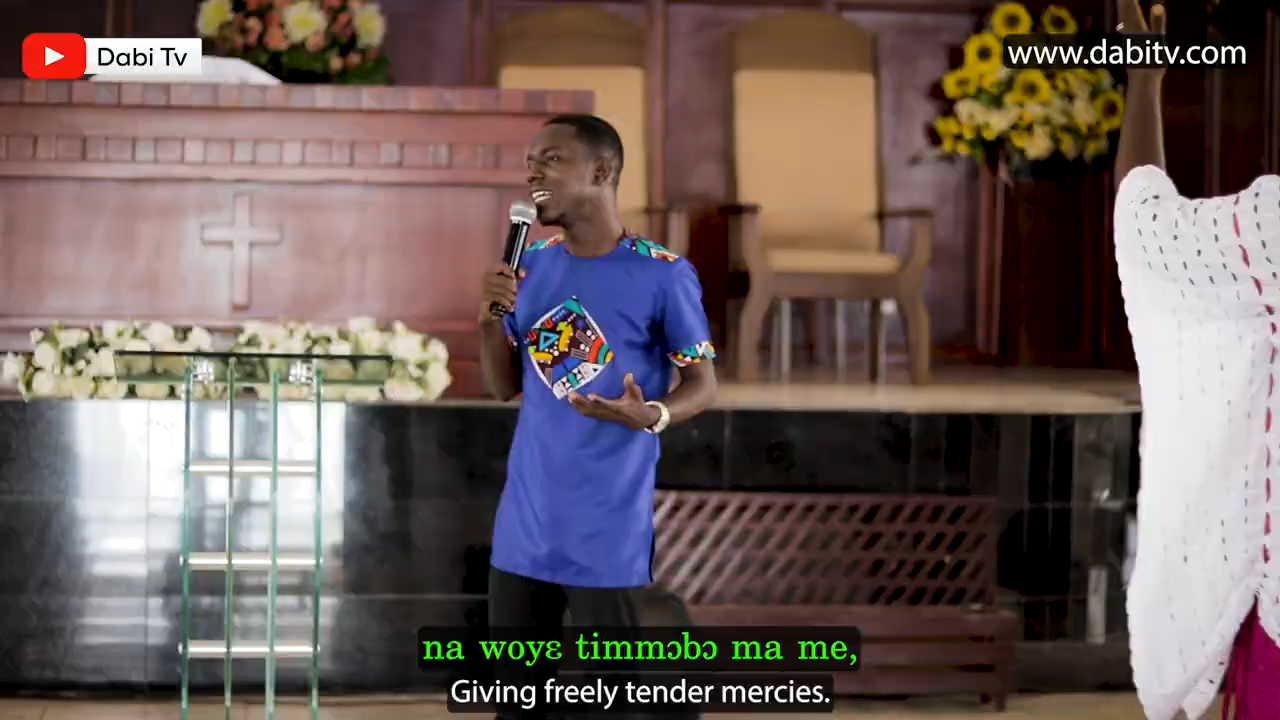 Dabi Tv
www.dabitv.com
na woyɛ timmɔbɔ ma me,
Giving freely tender mercies.